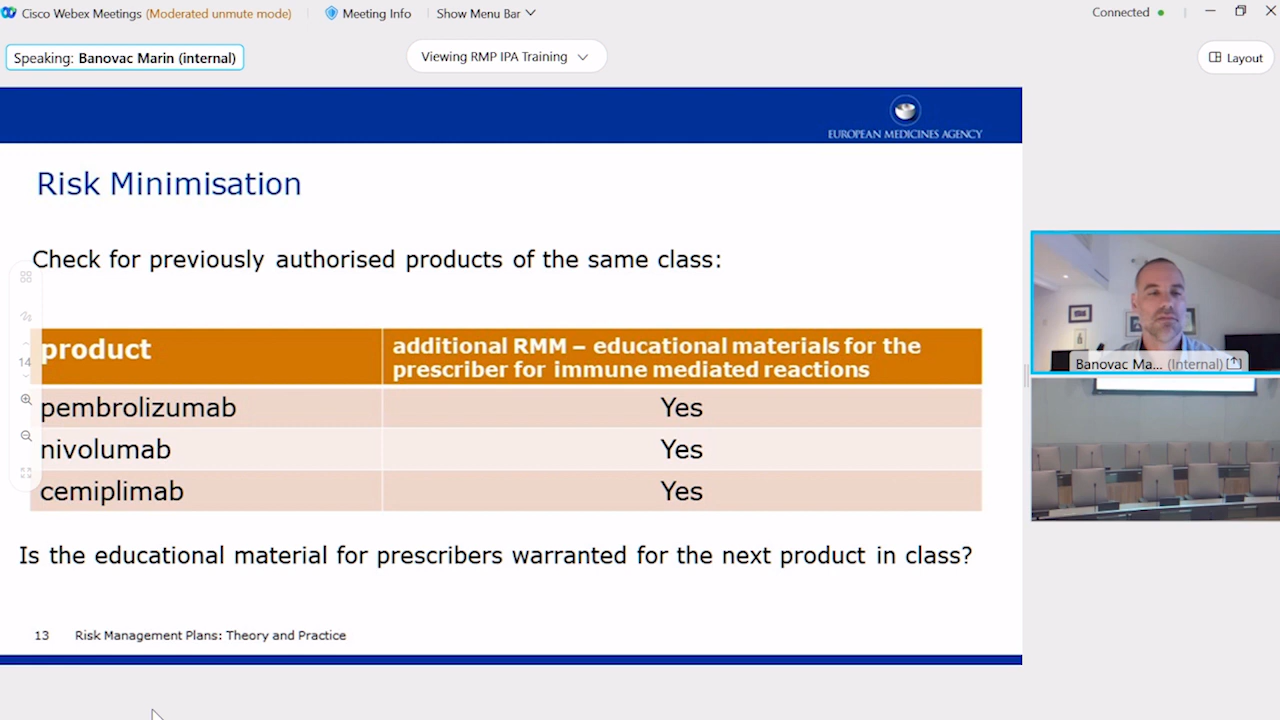 Cisco Webex Meetings (Moderated unmute mode) Meeting Info Show Menu Bar Connected
Speaking: Banovac Marin (internal) Viewing RMP IPA Training Layout
EUROPEAN MEDICINES AGENCY
Risk Minimisation
Check for previously authorised products of the same class:
product
additional RMM – educational materials for the
prescriber for immune mediated reactions
pembrolizumab Yes
nivolumab Yes
cemiplimab Yes
Is the educational material for prescribers warranted for the next product in class?
13 Risk Management Plans: Theory and Practice
14
Banovac Ma... (Internal)